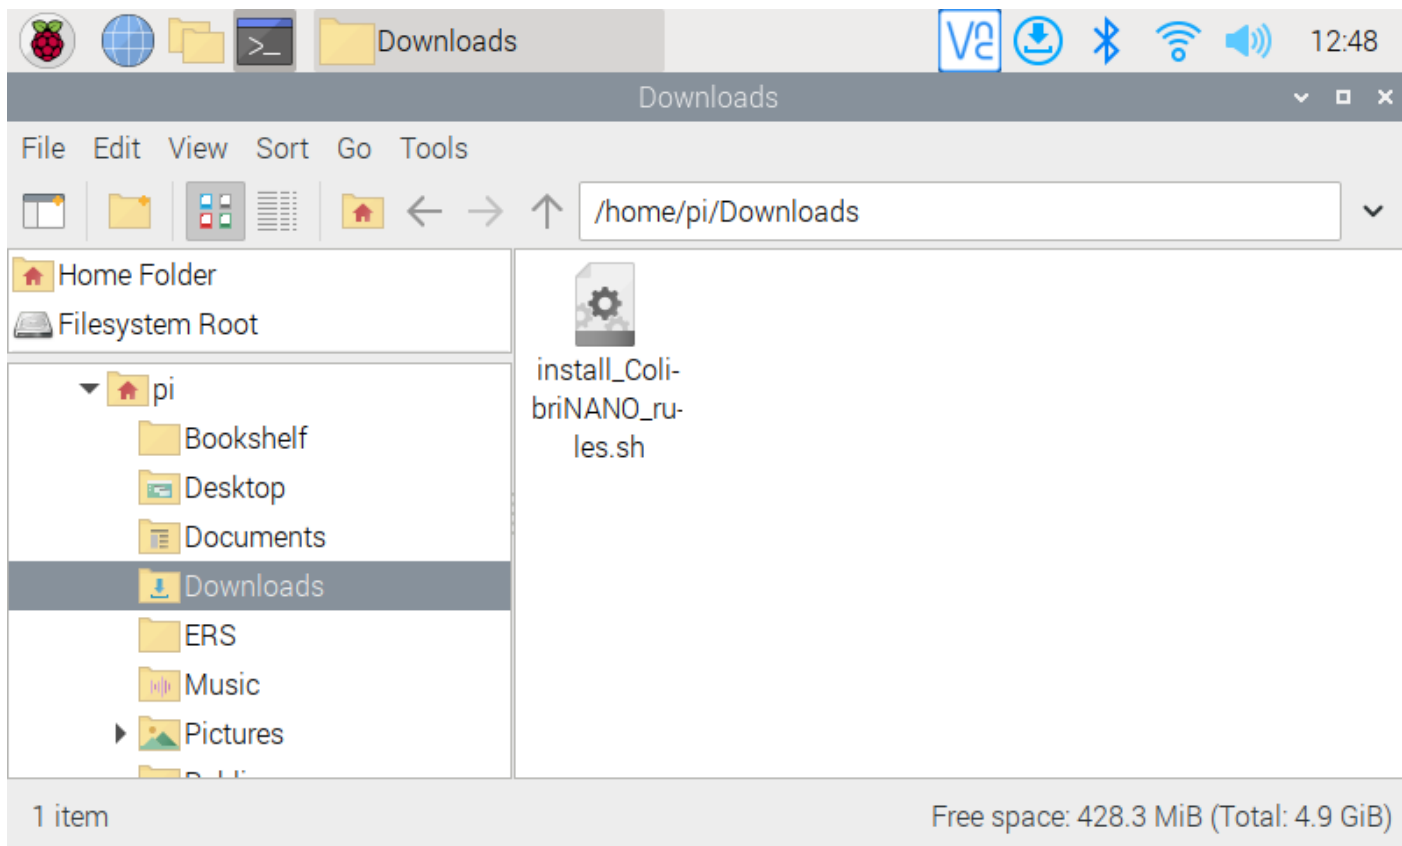 >_
Downloads
V2
12:48
Downloads
File Edit View Sort Go Tools
/home/pi/Downloads
Home Folder
Filesystem Root
pi
Bookshelf
Desktop
Documents
Downloads
ERS
Music
Pictures
install_Coli-
briNANO_ru-
les.sh
1 item
Free space: 428.3 MiB (Total: 4.9 GiB)